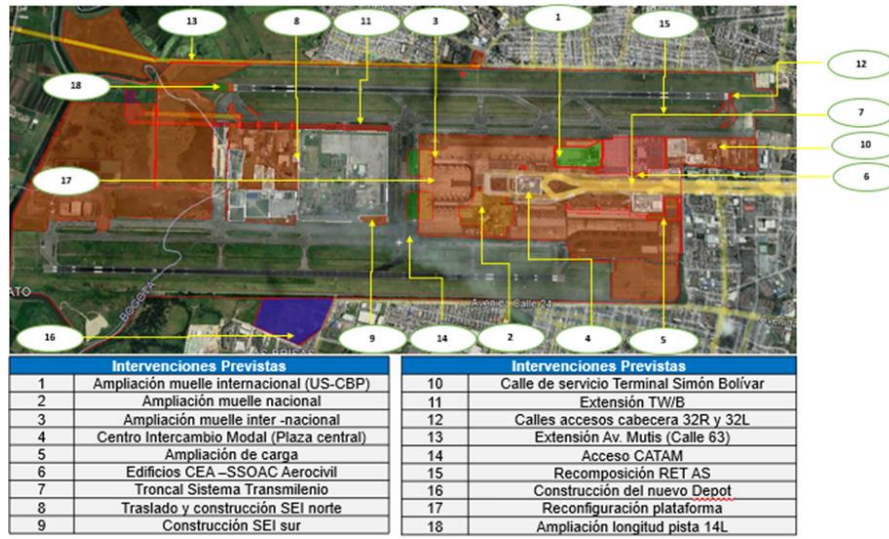 13
8
11
3
1
15
18
12
7
10
17
6
ATO
BOGOTÁ
Avenida Calle 24
Avenida
16
9
14
2
4
5
Intervenciones Previstas
1 Ampliación muelle internacional (US-CBP)
2 Ampliación muelle nacional
3 Ampliación muelle inter -nacional
4 Centro Intercambio Modal (Plaza central)
5 Ampliación de carga
6 Edificios CEA –SSOAC Aerocivil
7 Troncal Sistema Transmilenio
8 Traslado y construcción SEI norte
9 Construcción SEI sur
Intervenciones Previstas
10 Calle de servicio Terminal Simón Bolívar
11 Extensión TW/B
12 Calles accesos cabecera 32R y 32L
13 Extensión Av. Mutis (Calle 63)
14 Acceso CATAM
15 Recomposición RET AS
16 Construcción del nuevo Depot
17 Reconfiguración plataforma
18 Ampliación longitud pista 14L